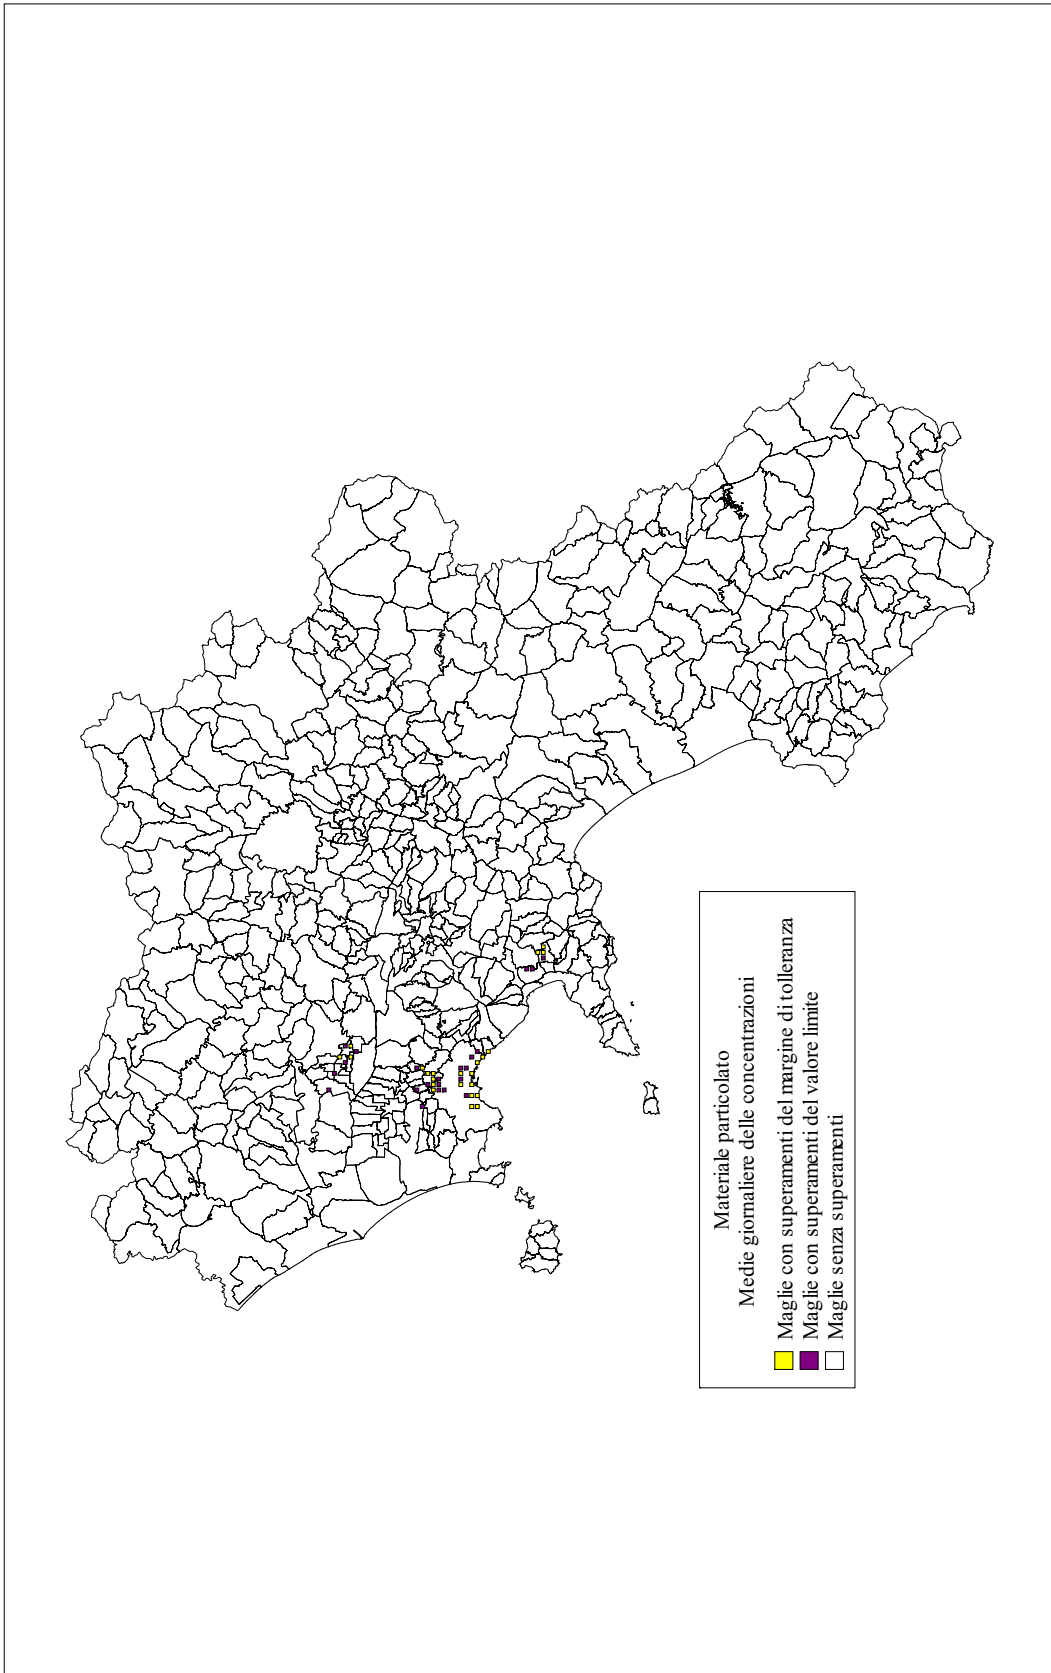 Materiale particolato
Medie giornaliere delle concentrazioni
Maglie con superamenti del margine di tolleranza
Maglie con superamenti del valore limite
Maglie senza superamenti